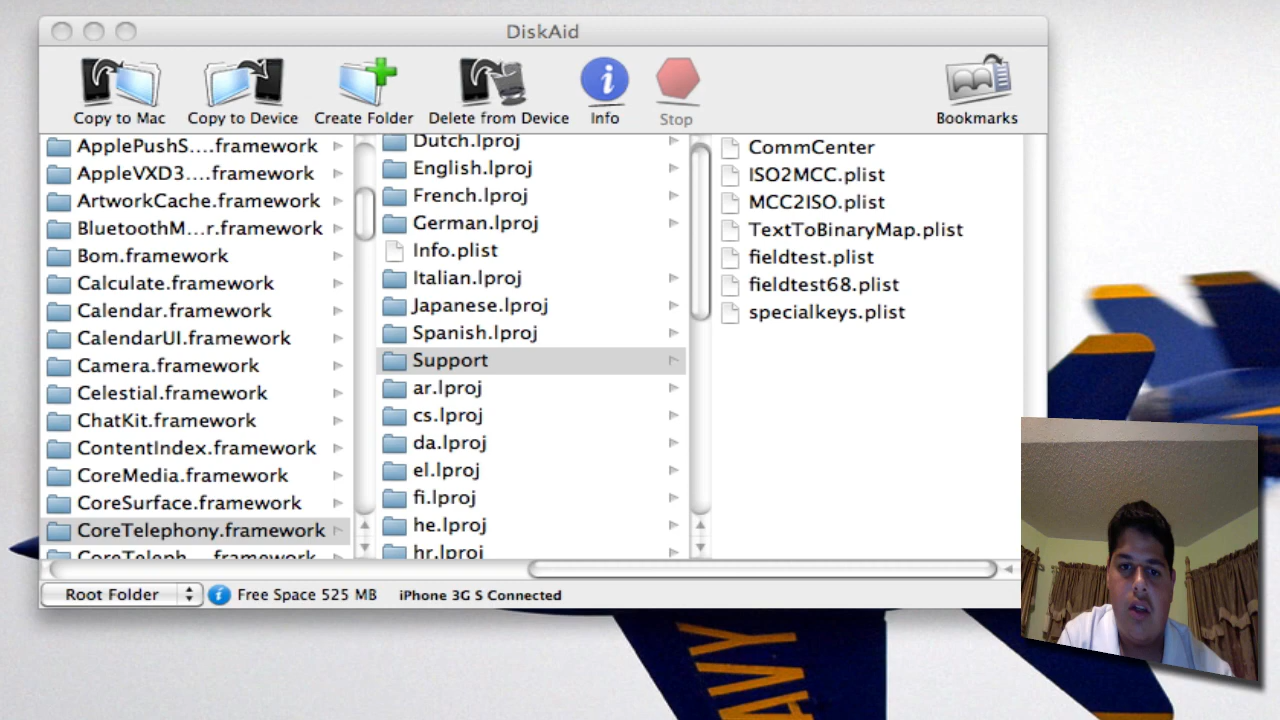 DiskAid
Copy to Mac
Copy to Device
Create Folder
Delete from Device
Info
Stop
Bookmarks
ApplePushS....framework
AppleVXD3....framework
ArtworkCache.framework
BluetoothM...r.framework
Bom.framework
Calculate.framework
Calendar.framework
CalendarUI.framework
Camera.framework
Celestial.framework
ChatKit.framework
ContentIndex.framework
CoreMedia.framework
CoreSurface.framework
CoreTelephony.framework
CoreTeleph....framework
Dutch.lproj
English.lproj
French.lproj
German.lproj
Info.plist
Italian.lproj
Japanese.lproj
Spanish.lproj
Support
ar.lproj
cs.lproj
da.lproj
el.lproj
fi.lproj
he.lproj
hr.lproj
CommCenter
ISO2MCC.plist
MCC2ISO.plist
TextToBinaryMap.plist
fieldtest.plist
fieldtest68.plist
specialkeys.plist
Root Folder
Free Space 525 MB
iPhone 3G S Connected
AVY